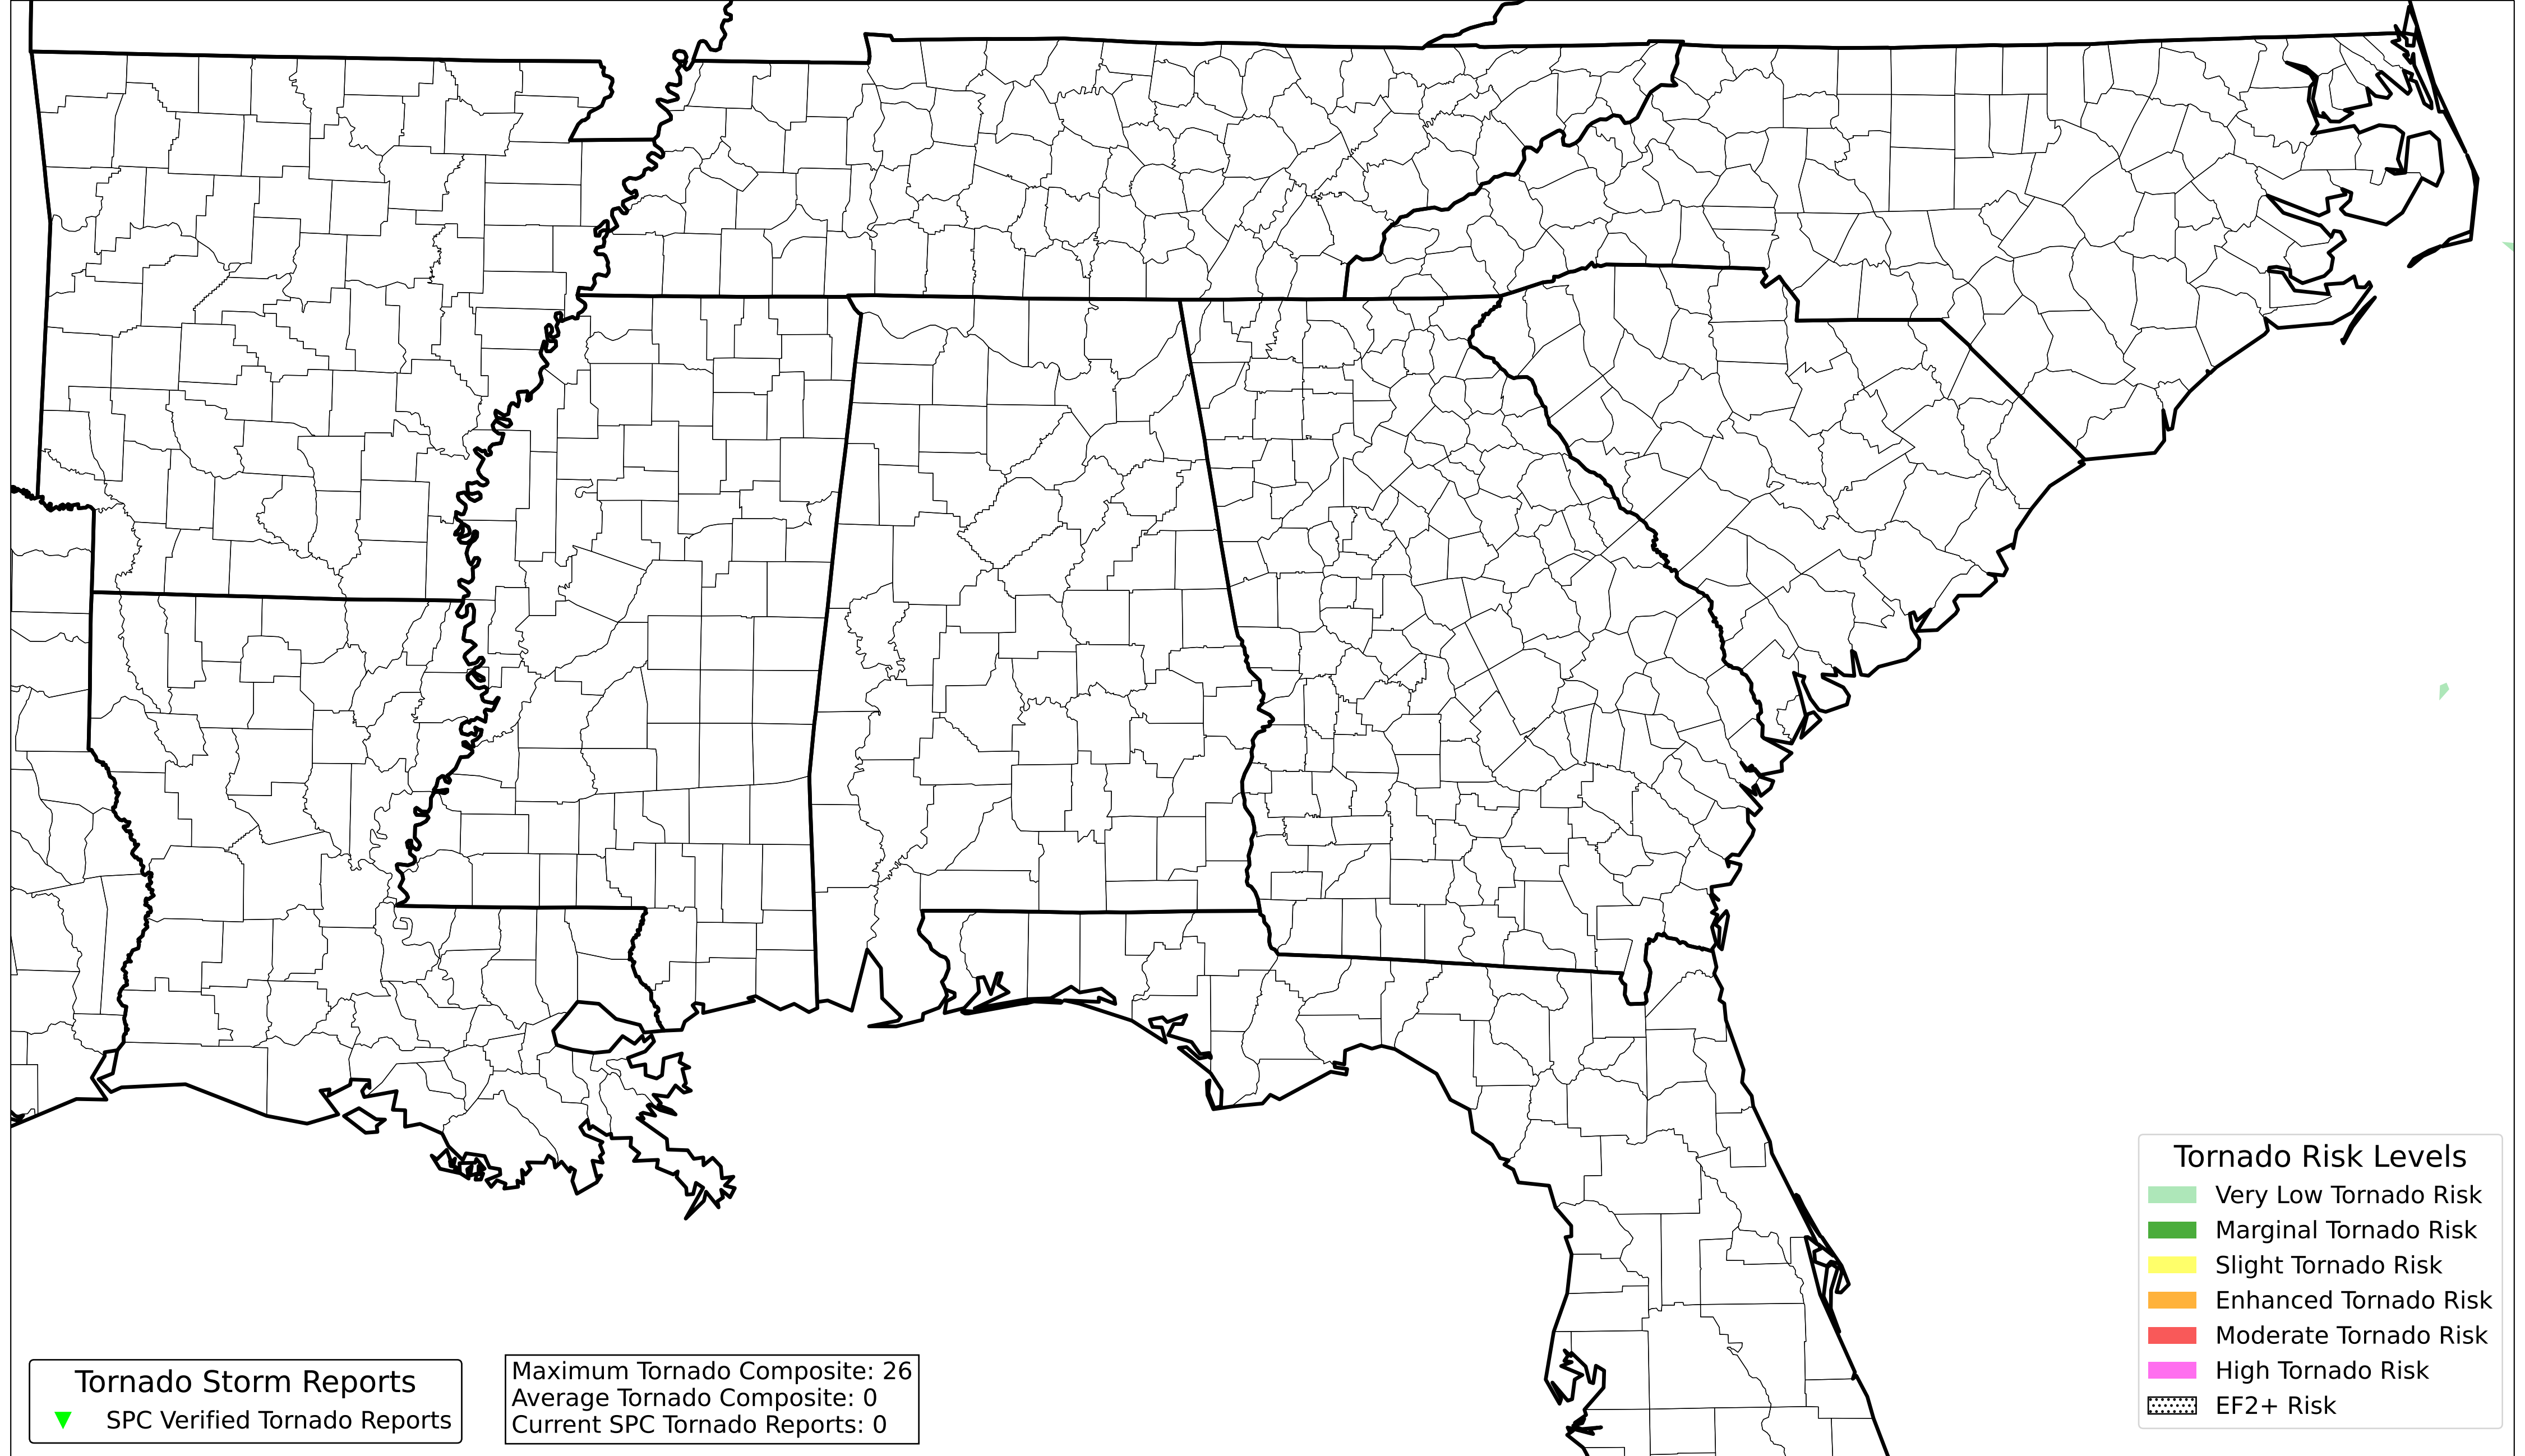 Tornado Risk Levels
Very Low Tornado Risk
Marginal Tornado Risk
Slight Tornado Risk
Enhanced Tornado Risk
Moderate Tornado Risk
High Tornado Risk
EF2+ Risk
Tornado Storm Reports
SPC Verified Tornado Reports
Maximum Tornado Composite: 26
Average Tornado Composite: 0
Current SPC Tornado Reports: 0